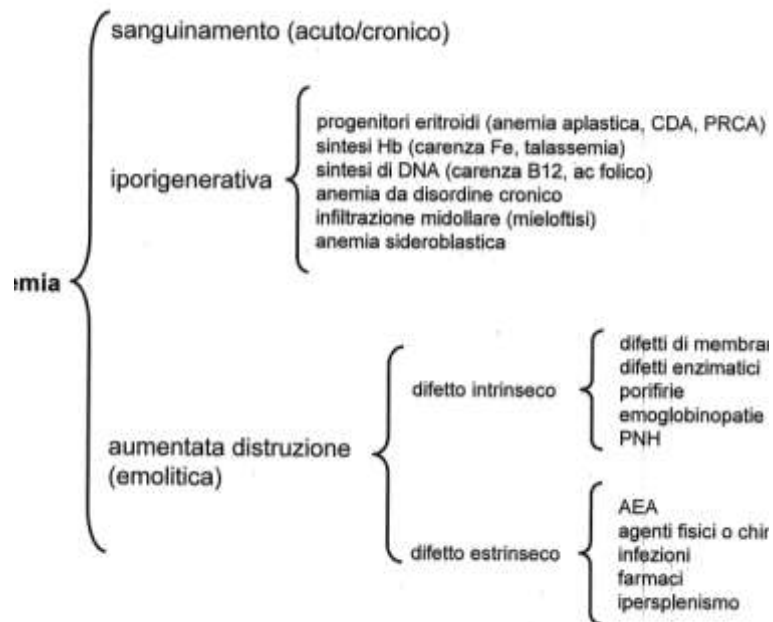 sanguinamento (acuto/cronico)
iporigenerativa
progenitori eritroidi (anemia aplastica, CDA, PRCA)
sintesi Hb (carenza Fe, talassemia)
sintesi di DNA (carenza B12, ac folico)
anemia da disordine cronico
infiltrazione midollare (mieloftisi)
anemia sideroblastica
emia
aumentata distruzione
(emolitica)
difetto intrinseco
difetti di membran
difetti enzimatici
porifirie
emoglobinopatie
PNH
difetto estrinseco
AEA
agenti fisici o chim
infezioni
farmaci
ipersplenismo